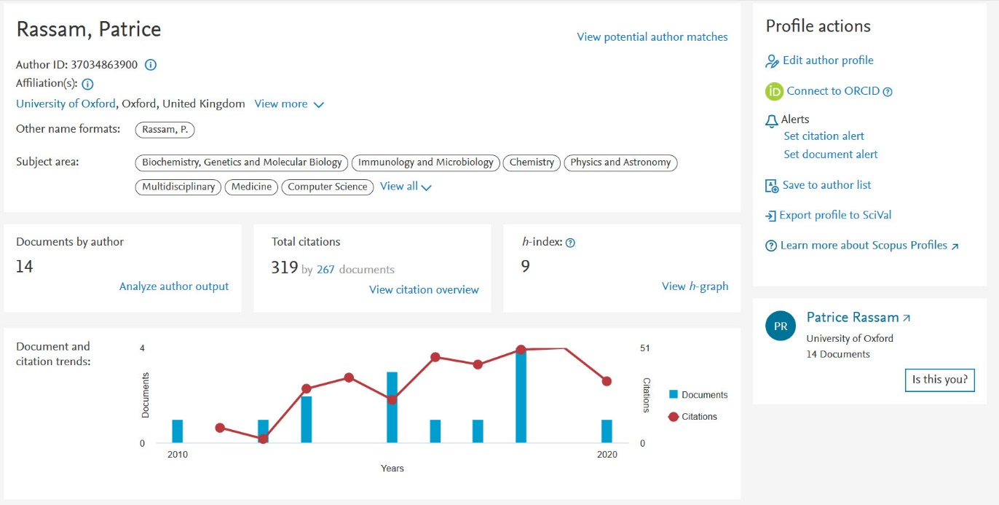 Rassam, Patrice
View potential author matches
Author ID: 37034863900
Affiliation(s):
University of Oxford, Oxford, United Kingdom View more
Other name formats: Rassam, P.
Subject area: Biochemistry, Genetics and Molecular Biology Immunology and Microbiology Chemistry Physics and Astronomy
Multidisciplinary Medicine Computer Science View all
Documents by author
14
Analyze author output
Total citations
319 by 267 documents
View citation overview
h-index:
9
View h-graph
Document and
citation trends:
4
Documents
0
51
Citations
0
2010
2020
Years
Documents
Citations
Profile actions
Edit author profile
iD Connect to ORCID
Alerts
Set citation alert
Set document alert
Save to author list
Export profile to SciVal
Learn more about Scopus Profiles
PR
Patrice Rassam
University of Oxford
14 Documents
Is this you?